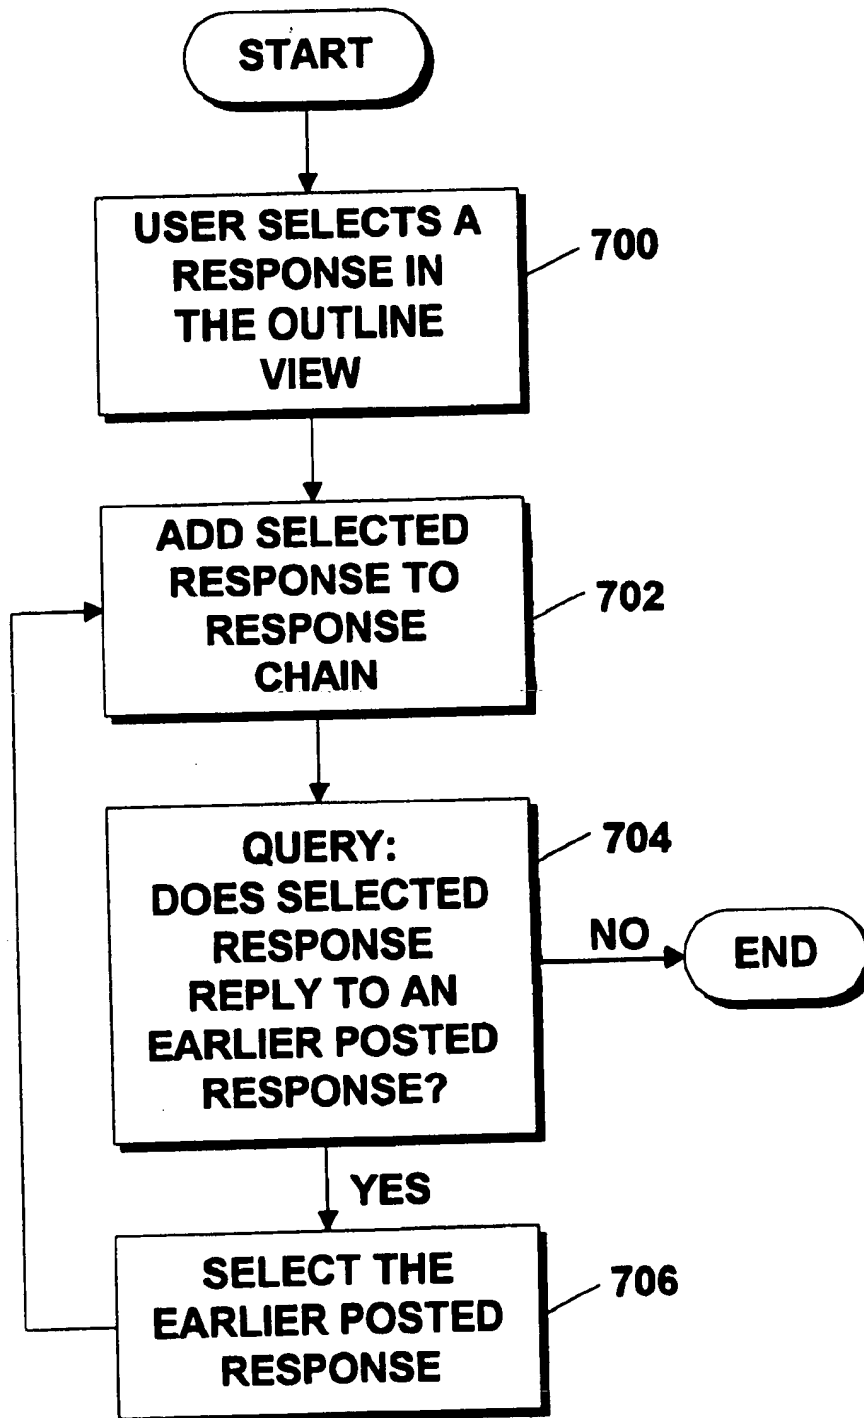 START
USER SELECTS A
RESPONSE IN
THE OUTLINE
VIEW
700
ADD SELECTED
RESPONSE TO
RESPONSE
CHAIN
702
QUERY:
DOES SELECTED
RESPONSE
REPLY TO AN
EARLIER POSTED
RESPONSE?
704
NO
END
YES
SELECT THE
EARLIER POSTED
RESPONSE
706